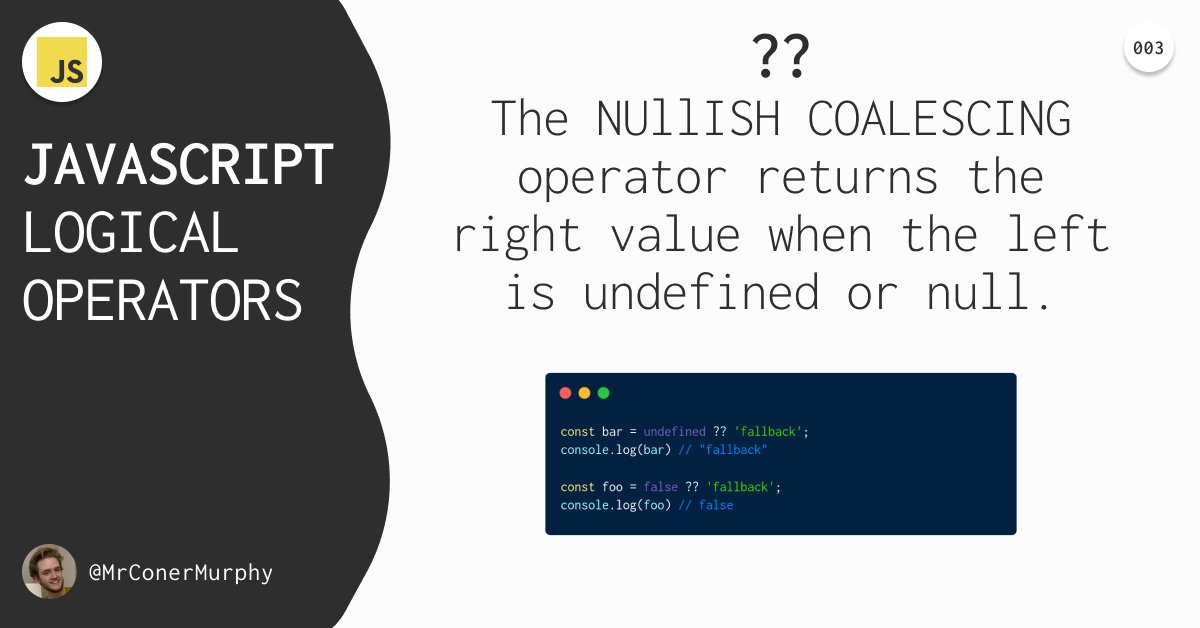 JS
JAVASCRIPT
LOGICAL
OPERATORS
@MrConerMurphy
003
??
The NUllISH COALESCING
operator returns the
right value when the left
is undefined or null.
const bar = undefined ?? 'fallback';
console.log(bar) // "fallback"
const foo = false ?? 'fallback';
console.log(foo) // false